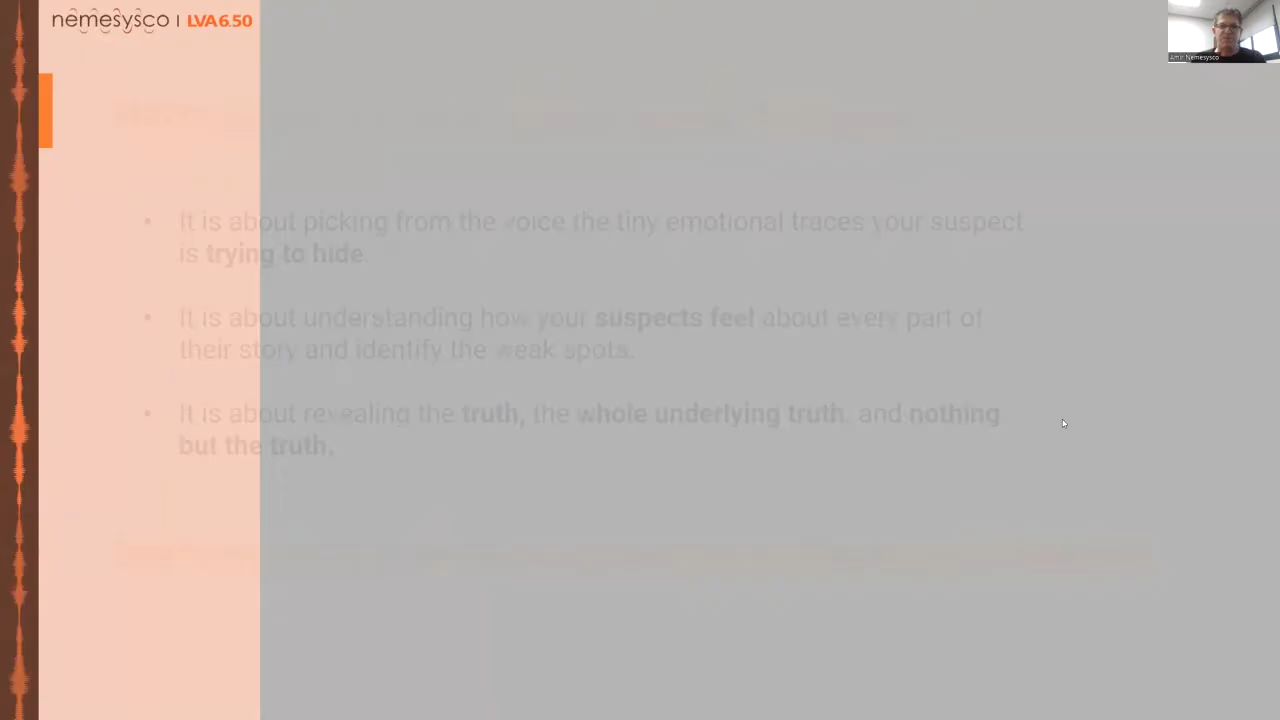 nemesysco | LVA6.50
Amir Nemesysco
• It is about picking from the voice the tiny emotional traces your suspect
is trying to hide.
• It is about understanding how your suspects feel about every part of
their story and identify the weak spots.
• It is about revealing the truth, the whole underlying truth, and nothing
but the truth.